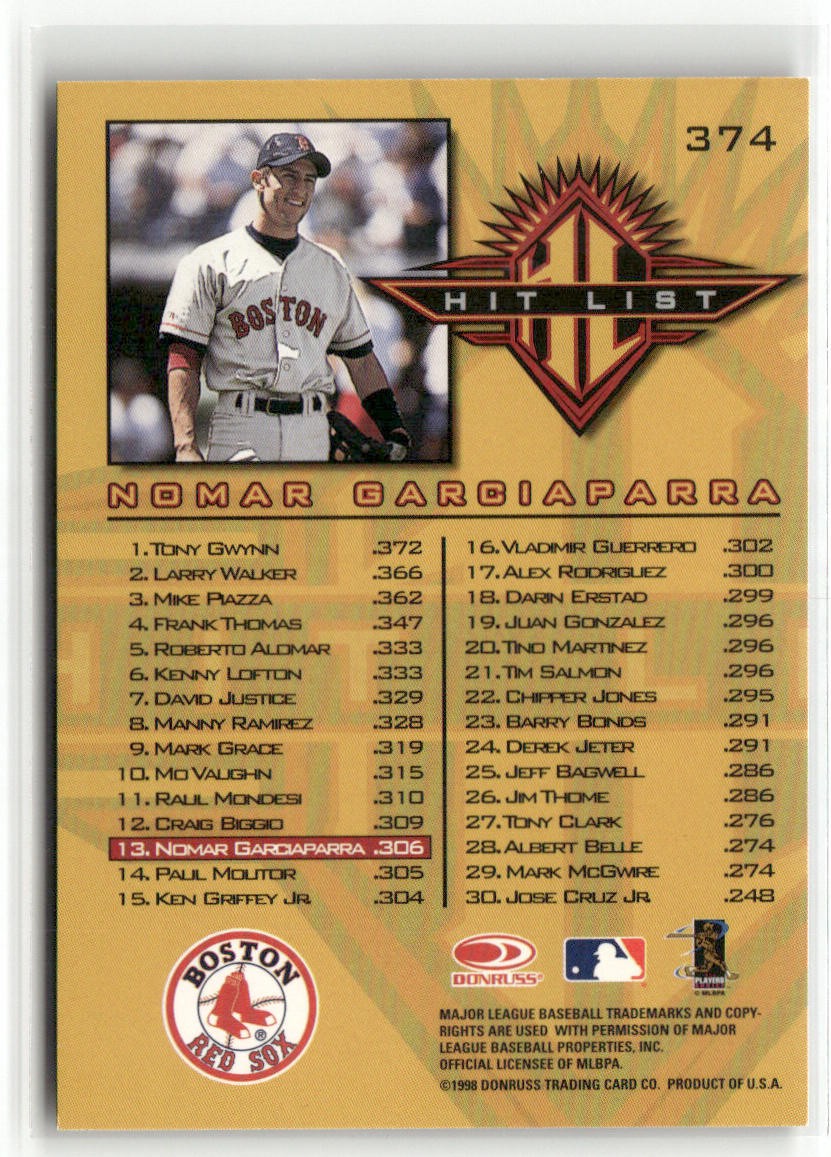 374
B
BOSTON
HL
HIT LIST
NOMAR GARCIAPARRA
1. TONY GWYNN .372
2. LARRY WALKER .366
3. MIKE PIAZZA .362
4. FRANK THOMAS .347
5. ROBERTO ALOMAR .333
6. KENNY LOFTON .333
7. DAVID JUSTICE .329
8. MANNY RAMIREZ .328
9. MARK GRACE .319
10. MO VAUGHN .315
11. RAUL MONDESI .310
12. CRAIG BIGGIO .309
13. NOMAR GARCIAPARRA .306
14. PAUL MOLITOR .305
15. KEN GRIFFEY JR. .304
16. VLADIMIR GUERRERO .302
17. ALEX RODRIGUEZ .300
18. DARIN ERSTAD .299
19. JUAN GONZALEZ .296
20. TINO MARTINEZ .296
21. TIM SALMON .296
22. CHIPPER JONES .295
23. BARRY BONDS .291
24. DEREK JETER .291
25. JEFF BAGWELL .286
26. JIM THOME .286
27. TONY CLARK .276
28. ALBERT BELLE .274
29. MARK McGWIRE .274
30. JOSE CRUZ JR. .248
BOSTON
RED SOX
®
DONRUSS®
PLAYERS
CHOICE
© MLBPA
MAJOR LEAGUE BASEBALL TRADEMARKS AND COPY-
RIGHTS ARE USED WITH PERMISSION OF MAJOR
LEAGUE BASEBALL PROPERTIES, INC.
OFFICIAL LICENSEE OF MLBPA.
©1998 DONRUSS TRADING CARD CO. PRODUCT OF U.S.A.